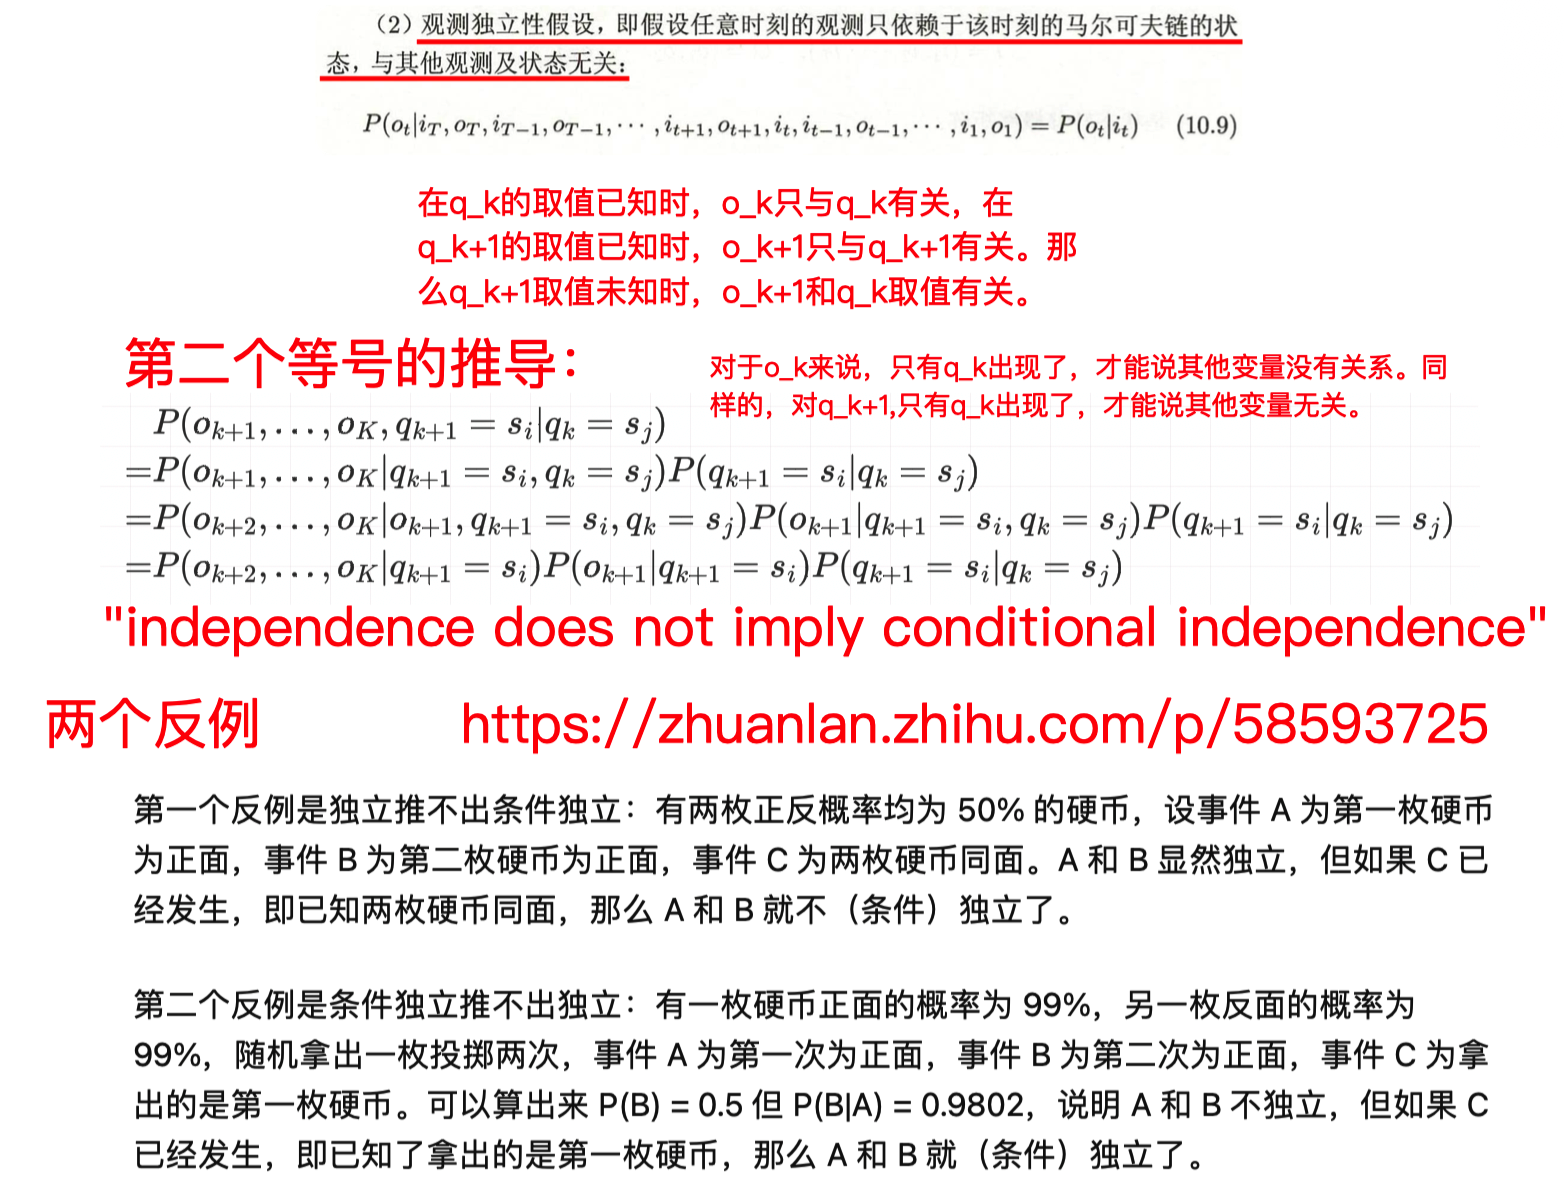 （2）观测独立性假设，即假设任意时刻的观测只依赖于该时刻的马尔可夫链的状
态，与其他观测及状态无关：
P(o_t|i_T, o_T, i_{T-1}, o_{T-1}, ⋯, i_{t+1}, o_{t+1}, i_t, i_{t-1}, o_{t-1}, ⋯, i_1, o_1) = P(o_t|i_t) (10.9)
在q_k的取值已知时，o_k只与q_k有关，在
q_k+1的取值已知时，o_k+1只与q_k+1有关。那
么q_k+1取值未知时，o_k+1和q_k取值有关。
第二个等号的推导：
对于o_k来说，只有q_k出现了，才能说其他变量没有关系。同
样的，对q_k+1,只有q_k出现了，才能说其他变量无关。
P(o_{k+1}, ..., o_K, q_{k+1} = s_i|q_k = s_j)
=P(o_{k+1}, ..., o_K|q_{k+1} = s_i, q_k = s_j)P(q_{k+1} = s_i|q_k = s_j)
=P(o_{k+2}, ..., o_K|o_{k+1}, q_{k+1} = s_i, q_k = s_j)P(o_{k+1}|q_{k+1} = s_i, q_k = s_j)P(q_{k+1} = s_i|q_k = s_j)
=P(o_{k+2}, ..., o_K|q_{k+1} = s_i)P(o_{k+1}|q_{k+1} = s_i)P(q_{k+1} = s_i|q_k = s_j)
"independence does not imply conditional independence"
两个反例 https://zhuanlan.zhihu.com/p/58593725
第一个反例是独立推不出条件独立：有两枚正反概率均为 50% 的硬币，设事件 A 为第一枚硬币
为正面，事件 B 为第二枚硬币为正面，事件 C 为两枚硬币同面。A 和 B 显然独立，但如果 C 已
经发生，即已知两枚硬币同面，那么 A 和 B 就不（条件）独立了。
第二个反例是条件独立推不出独立：有一枚硬币正面的概率为 99%，另一枚反面的概率为
99%，随机拿出一枚投掷两次，事件 A 为第一次为正面，事件 B 为第二次为正面，事件 C 为拿
出的是第一枚硬币。可以算出来 P(B) = 0.5 但 P(B|A) = 0.9802，说明 A 和 B 不独立，但如果 C
已经发生，即已知了拿出的是第一枚硬币，那么 A 和 B 就（条件）独立了。